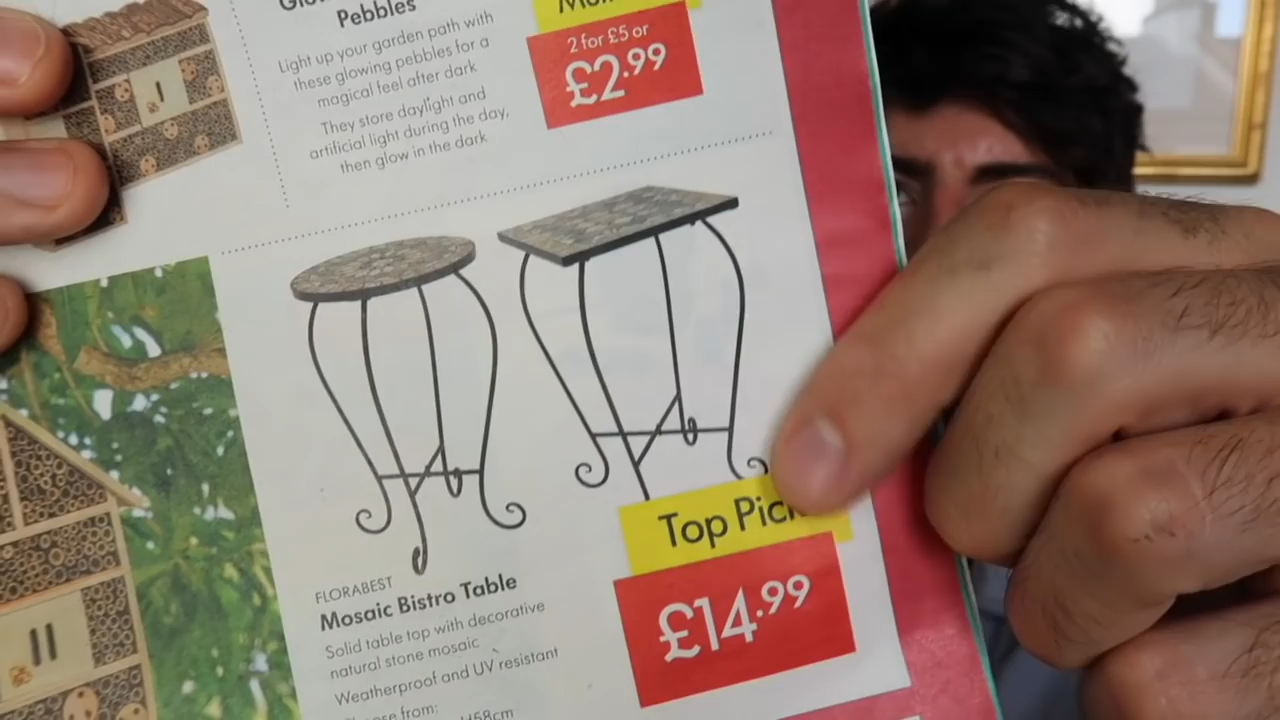 Pebbles
Light up your garden path with
these glowing pebbles for a
magical feel after dark
They store daylight and
artificial light during the day,
then glow in the dark
2 for £5 or
£2.99
FLORABEST
Mosaic Bistro Table
Solid table top with decorative
natural stone mosaic
Weatherproof and UV resistant
from:
58cm
Top
£14.99